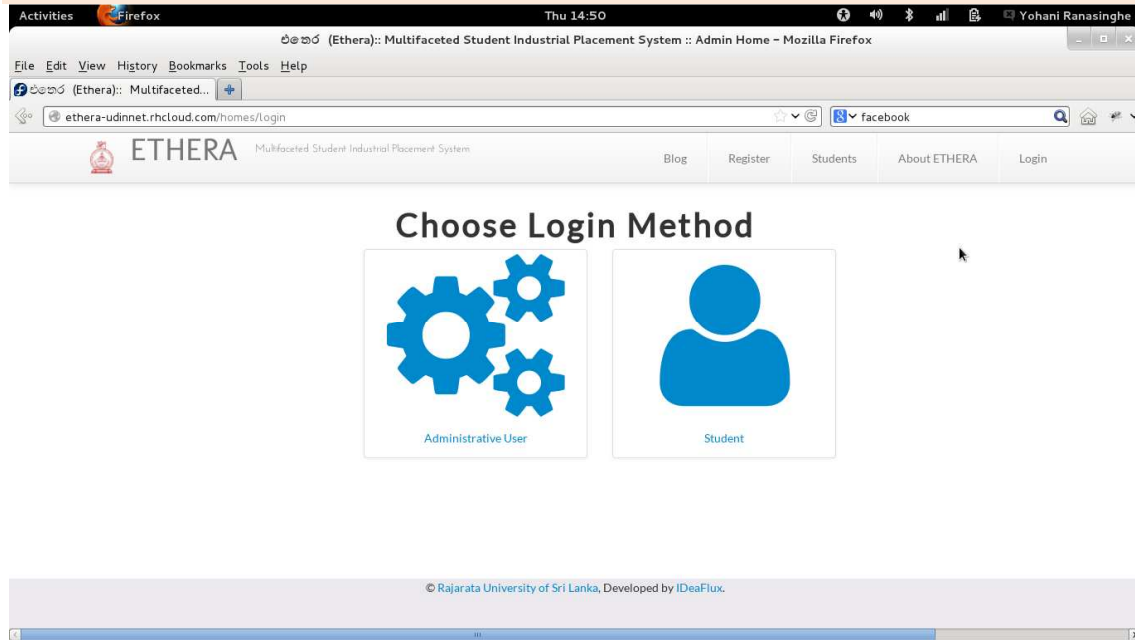 Activities Firefox Thu 14:50 Yohani Ranasinghe
එතෙර (Ethera):: Multifaceted Student Industrial Placement System :: Admin Home - Mozilla Firefox
File Edit View History Bookmarks Tools Help
එතෙර (Ethera):: Multifaceted...
ethera-udinnet.rhcloud.com/homes/login facebook
ETHERA Multifaceted Student Industrial Placement System Blog Register Students About ETHERA Login
Choose Login Method
Administrative User Student
© Rajarata University of Sri Lanka, Developed by IDeaFlux.